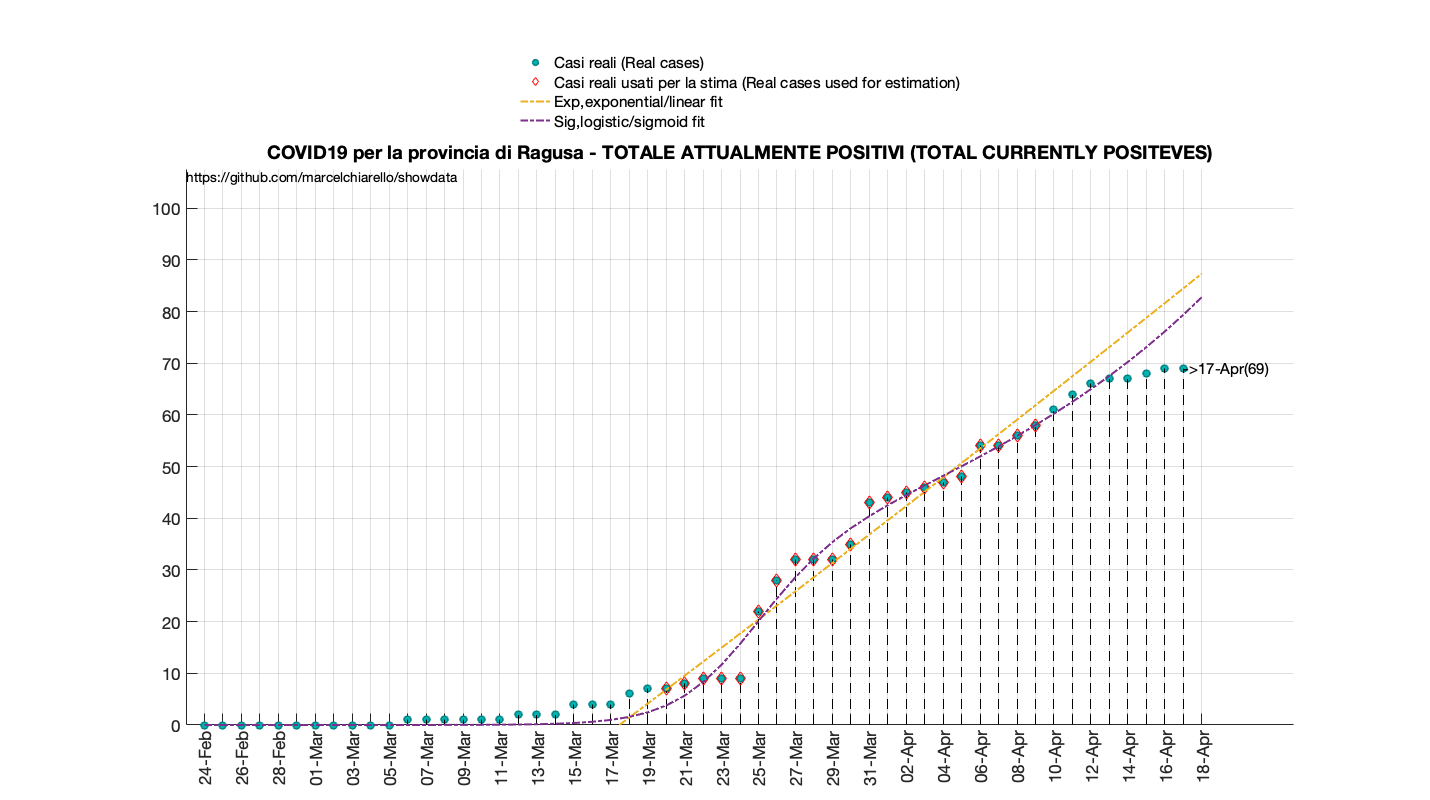 Casi reali (Real cases)
Casi reali usati per la stima (Real cases used for estimation)
Exp,exponential/linear fit
Sig,logistic/sigmoid fit
COVID19 per la provincia di Ragusa - TOTALE ATTUALMENTE POSITIVI (TOTAL CURRENTLY POSITEVES)
https://github.com/marcelchiarello/showdata
100
90
80
70
60
50
40
30
20
10
0
>17-Apr(69)
24-Feb
26-Feb
28-Feb
01-Mar
03-Mar
05-Mar
07-Mar
09-Mar
11-Mar
13-Mar
15-Mar
17-Mar
19-Mar
21-Mar
23-Mar
25-Mar
27-Mar
29-Mar
31-Mar
02-Apr
04-Apr
06-Apr
08-Apr
10-Apr
12-Apr
14-Apr
16-Apr
18-Apr